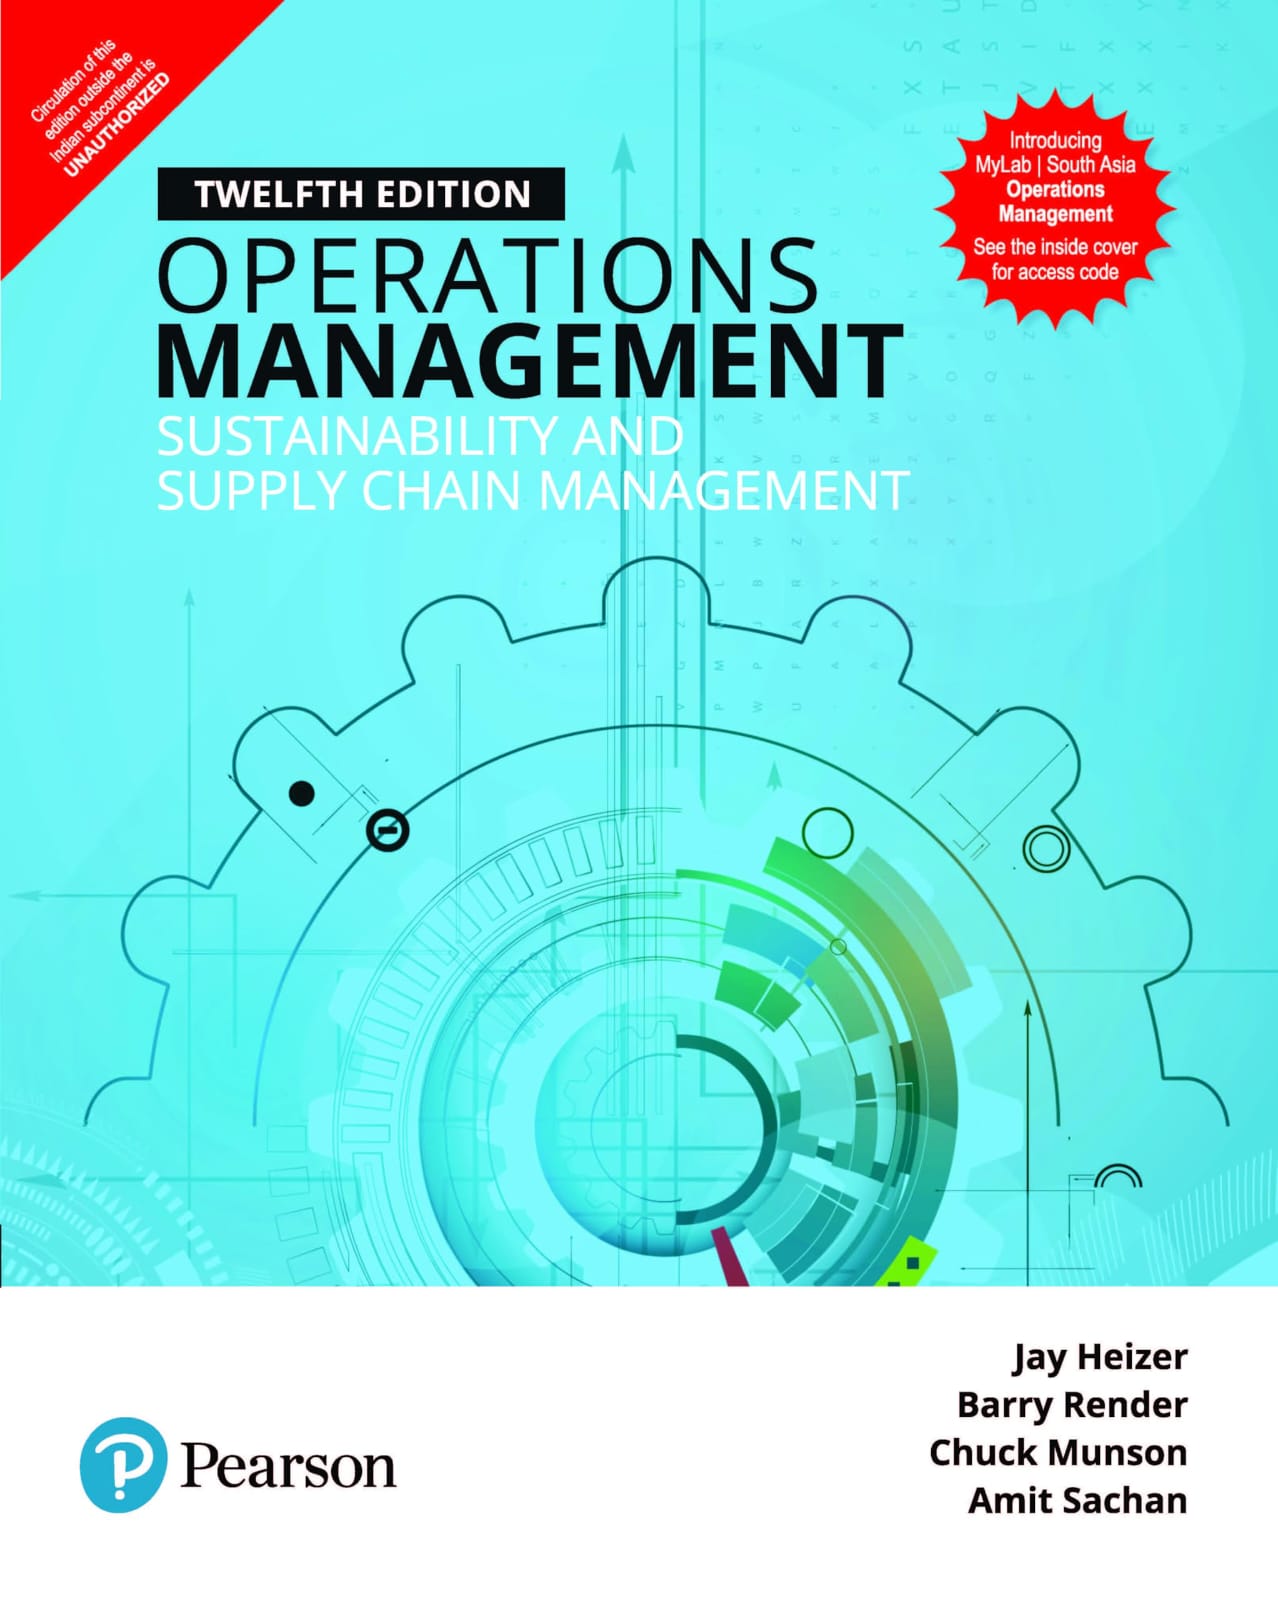 Circulation of this
edition outside the
Indian subcontinent is
UNAUTHORIZED
Introducing
MyLab | South Asia
Operations
Management
See the inside cover
for access code
TWELFTH EDITION
OPERATIONS
MANAGEMENT
SUSTAINABILITY AND
SUPPLY CHAIN MANAGEMENT
Jay Heizer
Barry Render
Chuck Munson
Amit Sachan
Pearson